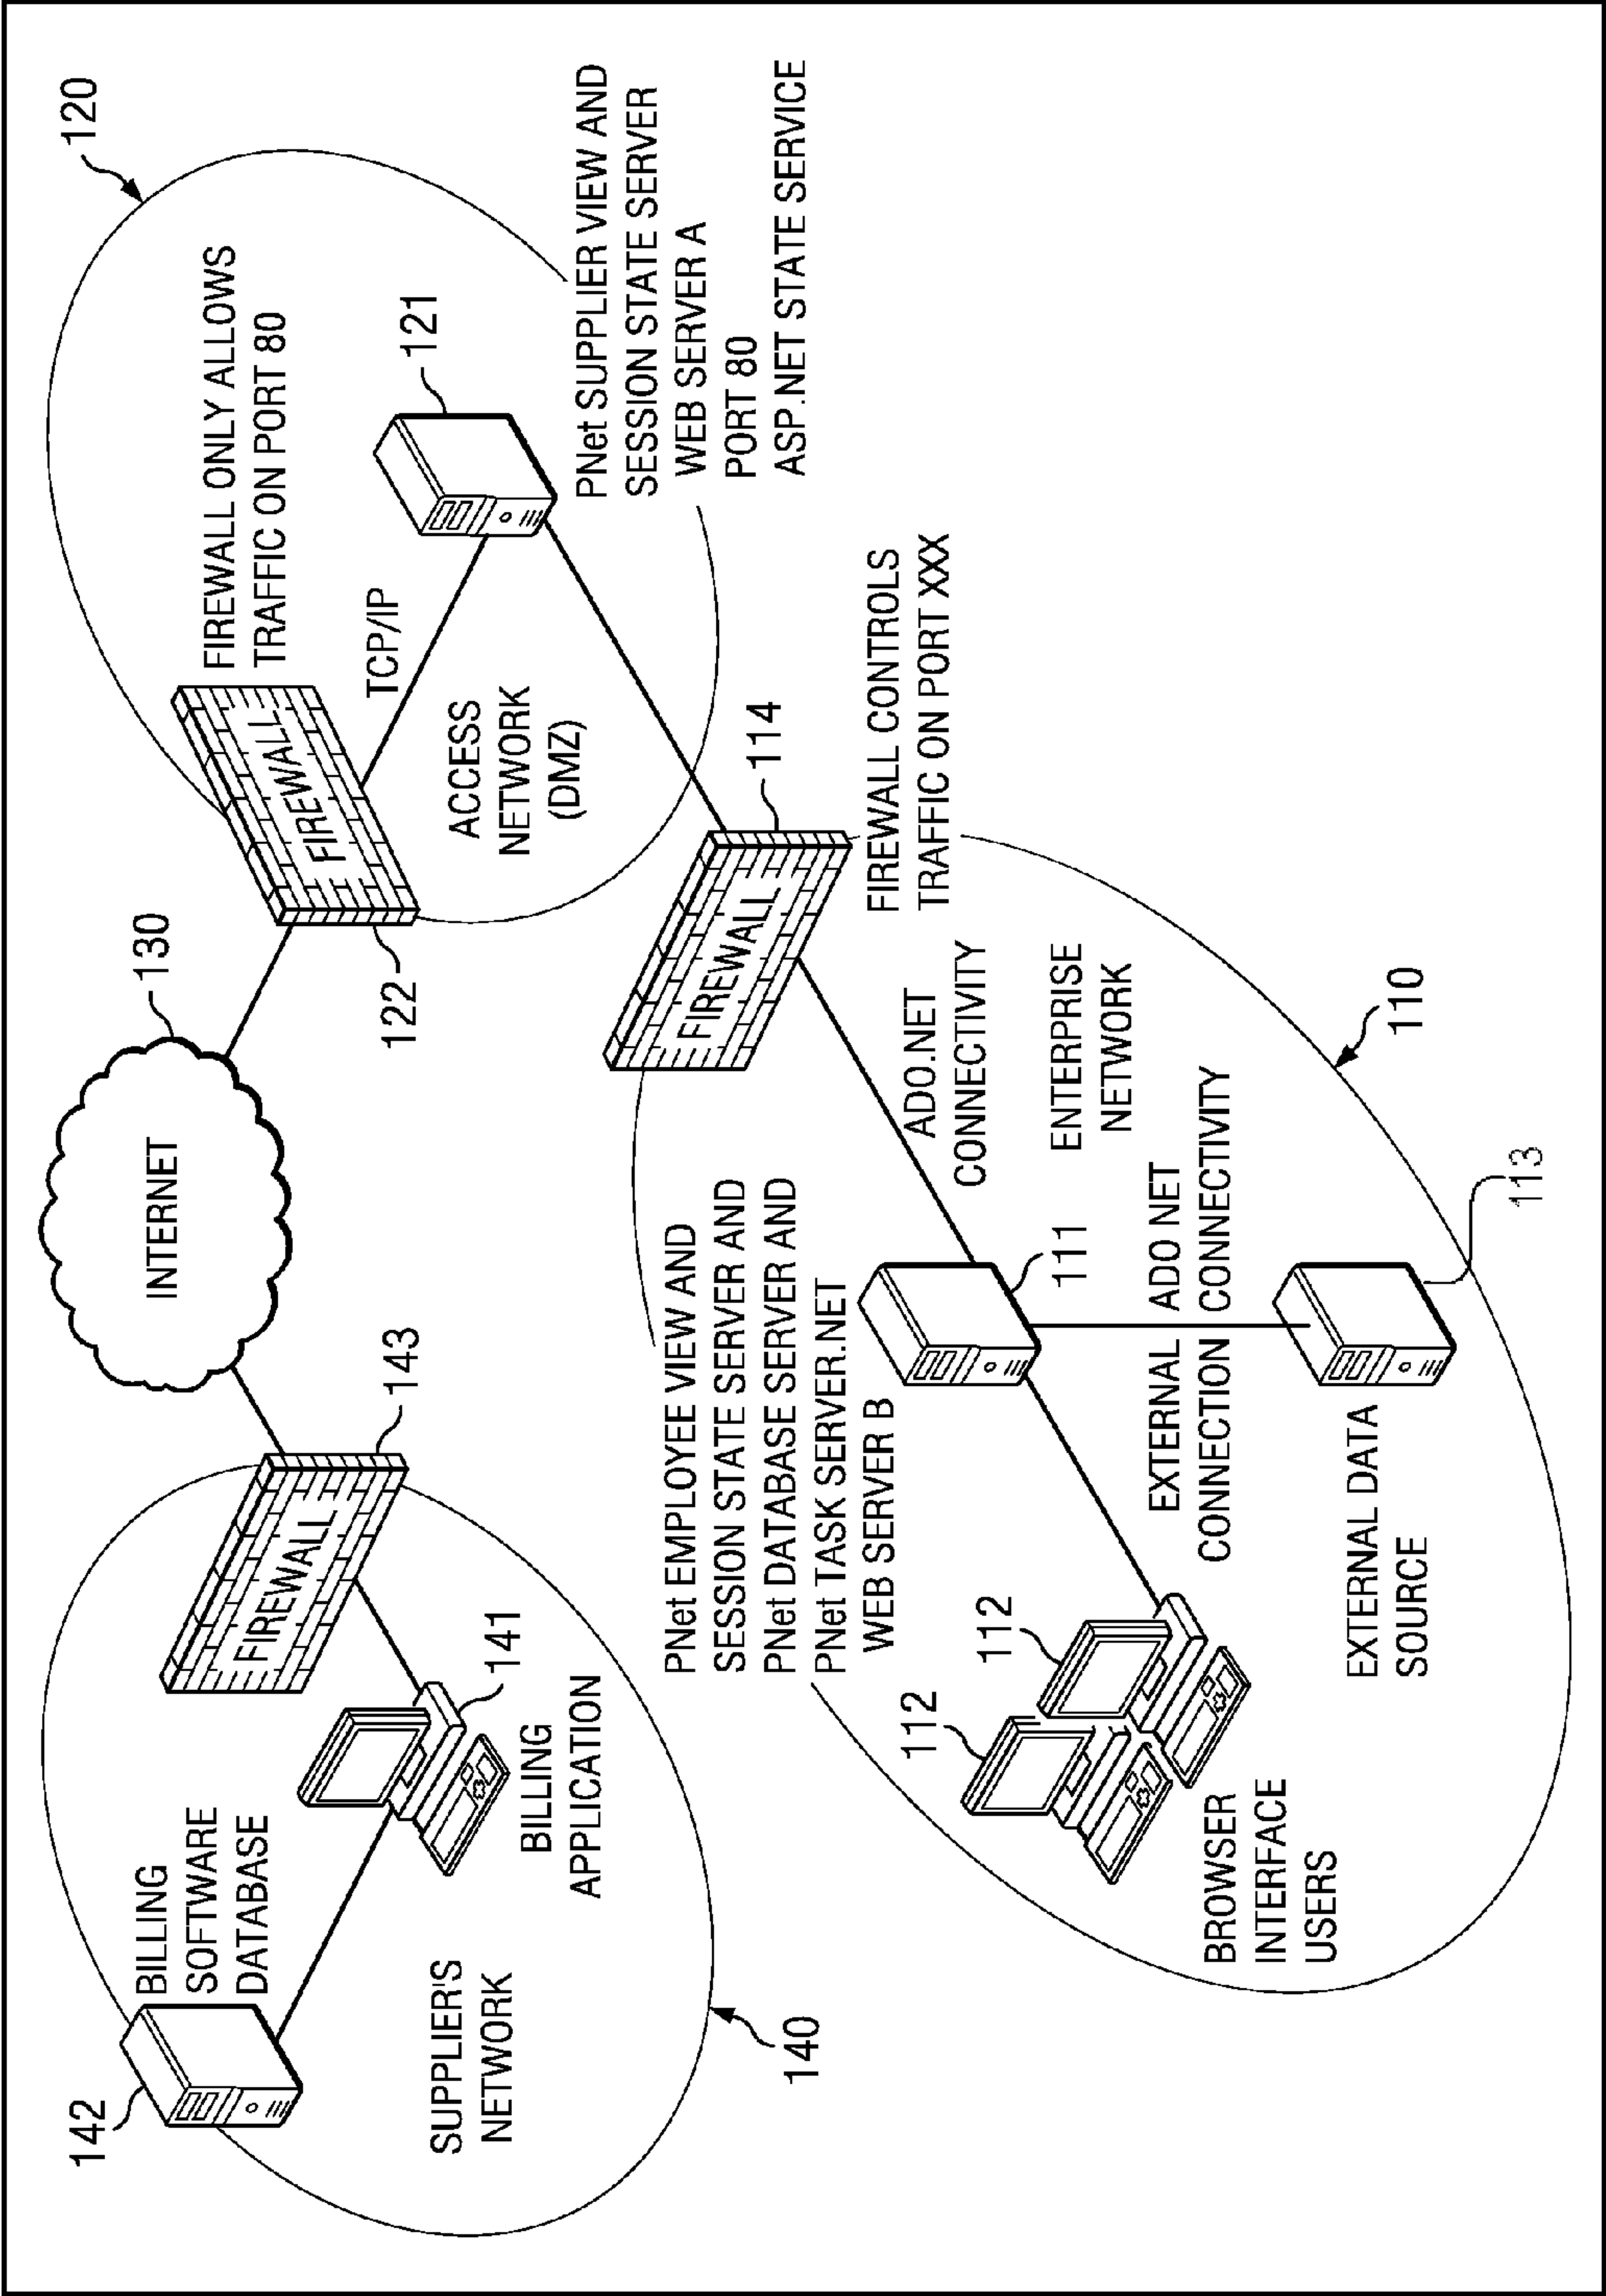 142
BILLING
SOFTWARE
DATABASE
SUPPLIER'S
NETWORK
140
141
BILLING
APPLICATION
FIREWALL
143
INTERNET
130
122
FIREWALL
FIREWALL ONLY ALLOWS
TRAFFIC ON PORT 80
120
TCP/IP
ACCESS
NETWORK
(DMZ)
121
PNet SUPPLIER VIEW AND
SESSION STATE SERVER
WEB SERVER A
PORT 80
ASP.NET STATE SERVICE
114
FIREWALL
FIREWALL CONTROLS
TRAFFIC ON PORT XXX
PNet EMPLOYEE VIEW AND
SESSION STATE SERVER AND
PNet DATABASE SERVER AND
PNet TASK SERVER.NET
WEB SERVER B
ADO.NET
CONNECTIVITY
ENTERPRISE
NETWORK
110
111
112
112
BROWSER
INTERFACE
USERS
EXTERNAL
CONNECTION
ADO NET
CONNECTIVITY
EXTERNAL DATA
SOURCE
113